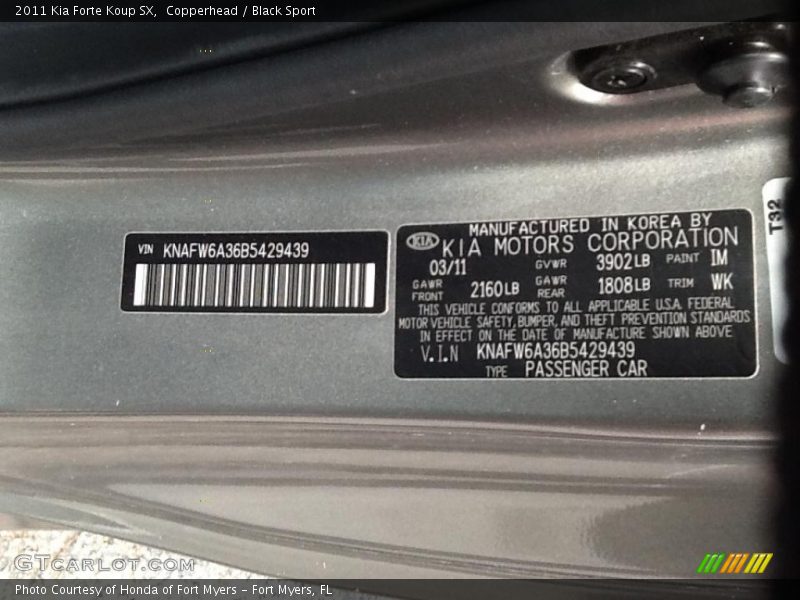 2011 Kia Forte Koup SX, Copperhead / Black Sport
T32
VIN KNAFW6A36B5429439
KIA
MANUFACTURED IN KOREA BY
KIA MOTORS CORPORATION
03/11 GVWR 3902LB PAINT IM
GAWR FRONT 2160LB GAWR REAR 1808LB TRIM WK
THIS VEHICLE CONFORMS TO ALL APPLICABLE U.S.A. FEDERAL
MOTOR VEHICLE SAFETY, BUMPER, AND THEFT PREVENTION STANDARDS
IN EFFECT ON THE DATE OF MANUFACTURE SHOWN ABOVE
V.I.N KNAFW6A36B5429439
TYPE PASSENGER CAR
GTCARLOT.COM
Photo Courtesy of Honda of Fort Myers - Fort Myers, FL